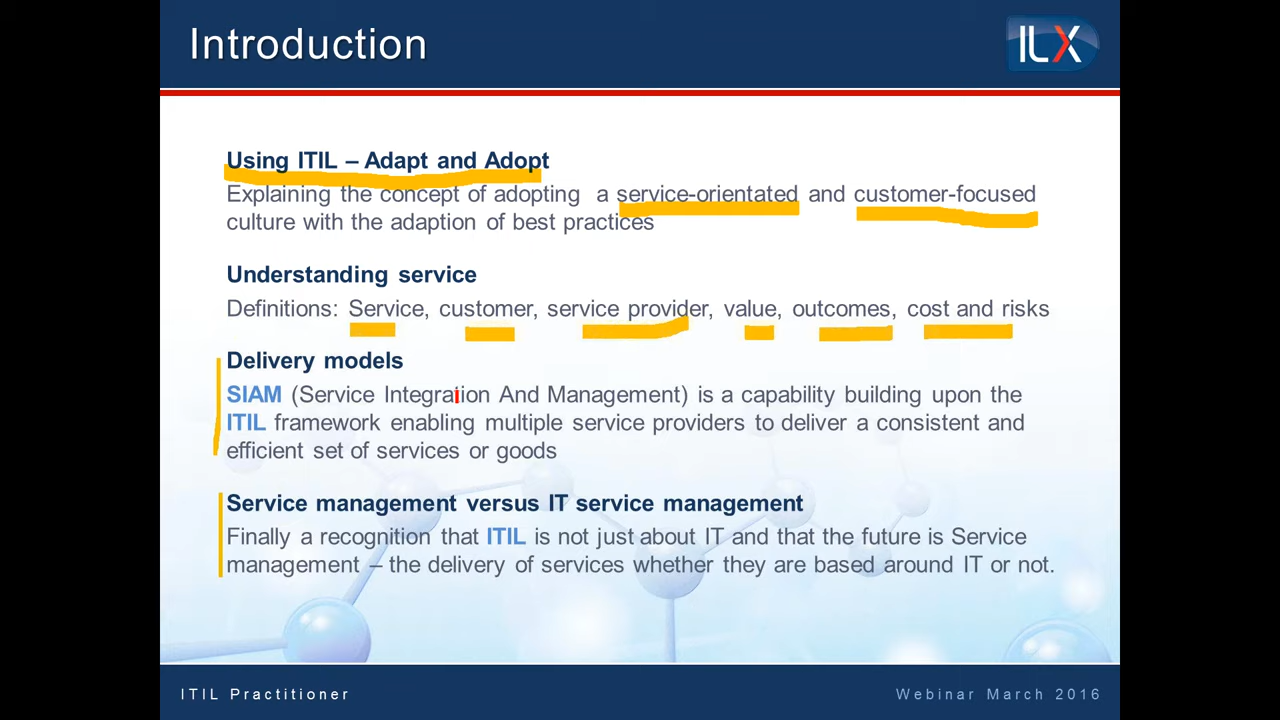 Introduction
ILX
Using ITIL – Adapt and Adopt
Explaining the concept of adopting a service-orientated and customer-focused
culture with the adaption of best practices
Understanding service
Definitions: Service, customer, service provider, value, outcomes, cost and risks
Delivery models
SIAM (Service Integraiion And Management) is a capability building upon the
ITIL framework enabling multiple service providers to deliver a consistent and
efficient set of services or goods
Service management versus IT service management
Finally a recognition that ITIL is not just about IT and that the future is Service
management – the delivery of services whether they are based around IT or not.
ITIL Practitioner
Webinar March 2016